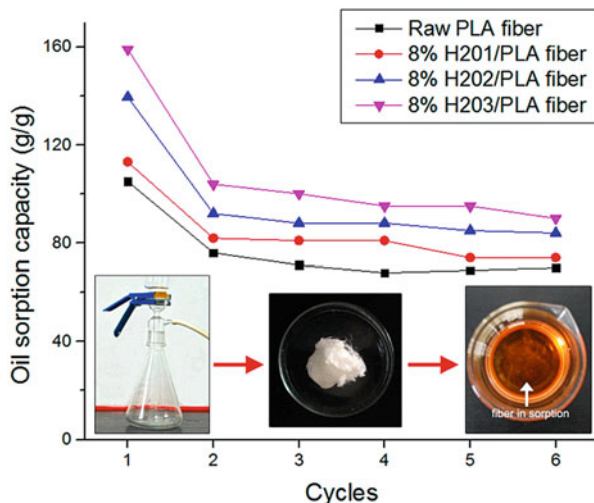 Raw PLA fiber
8% H201/PLA fiber
8% H202/PLA fiber
8% H203/PLA fiber
Oil sorption capacity (g/g)
160
120
80
40
0
fiber in sorption
1 2 3 4 5 6
Cycles